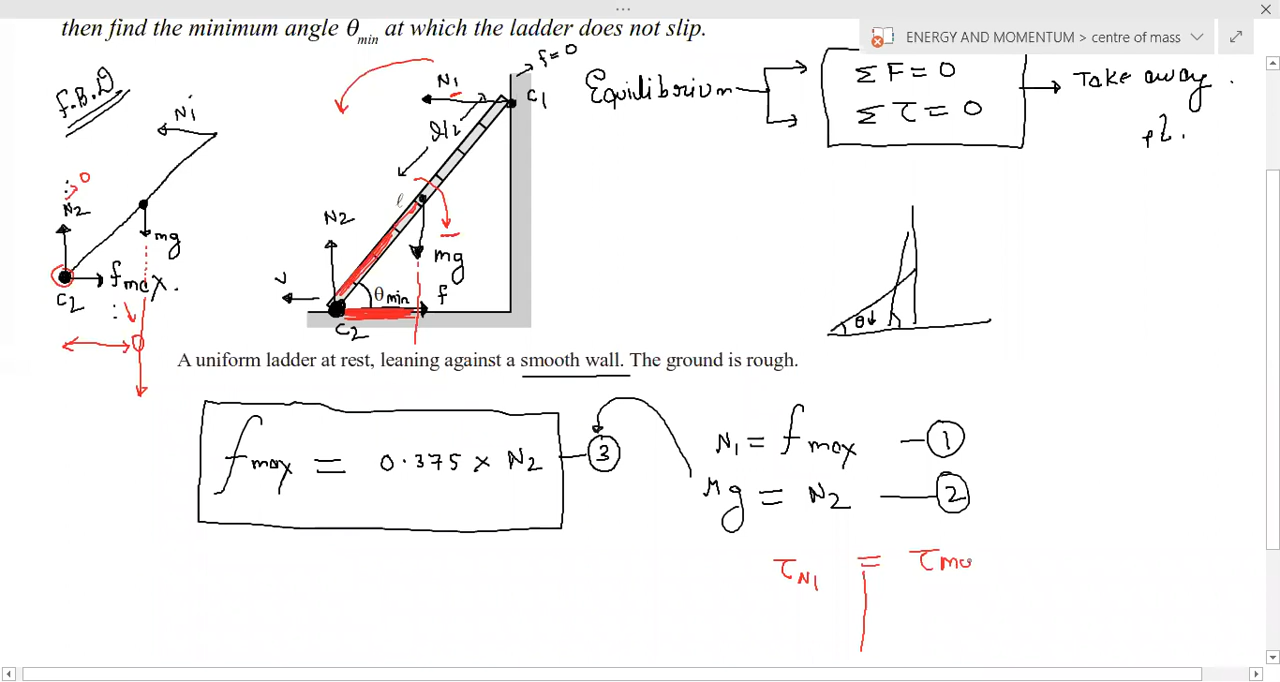 then find the minimum angle θmin at which the ladder does not slip.
ENERGY AND MOMENTUM > centre of mass
F.B.D
N1
N2
mg
fmax.
C2
0
0
f=0
N1
C1
l/2
l
N2
mg
v
θmin
f
C2
Equilibrium
Σ F = 0
Σ τ = 0
Take away
pt.
θ↓
A uniform ladder at rest, leaning against a smooth wall. The ground is rough.
fmax = 0.375 × N2 — 3
N1 = fmax — 1
Mg = N2 — 2
τN1 = τmg